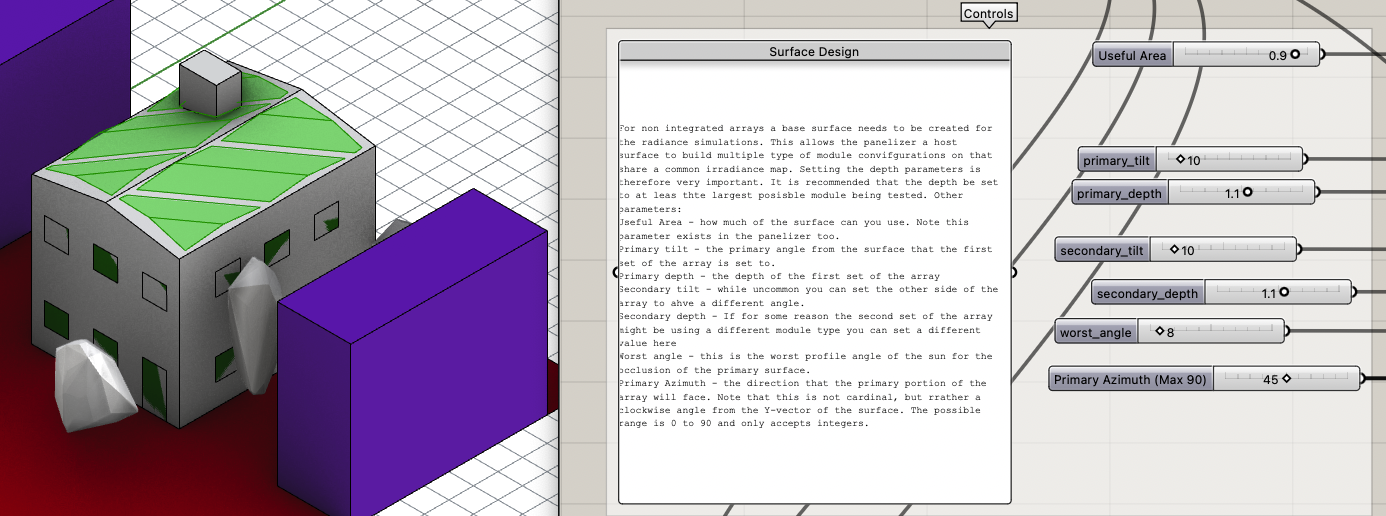 Controls
Surface Design
For non integrated arrays a base surface needs to be created for
the radiance simulations. This allows the panelizer a host
surface to build multiple type of module convifgurations on that
share a common irradiance map. Setting the depth parameters is
therefore very important. It is recommended that the depth be set
to at leas thte largest posisble module being tested. Other
parameters:
Useful Area - how much of the surface can you use. Note this
parameter exists in the panelizer too.
Primary tilt - the primary angle from the surface that the first
set of the array is set to.
Primary depth - the depth of the first set of the array
Secondary tilt - while uncommon you can set the other side of the
array to ahve a different angle.
Secondary depth - If for some reason the second set of the array
might be using a different module type you can set a different
value here
Worst angle - this is the worst profile angle of the sun for the
occlusion of the primary surface.
Primary Azimuth - the direction that the primary portion of the
array will face. Note that this is not cardinal, but rrather a
clockwise angle from the Y-vector of the surface. The possible
range is 0 to 90 and only accepts integers.
Useful Area 0.9
primary_tilt 10
primary_depth 1.1
secondary_tilt 10
secondary_depth 1.1
worst_angle 8
Primary Azimuth (Max 90) 45